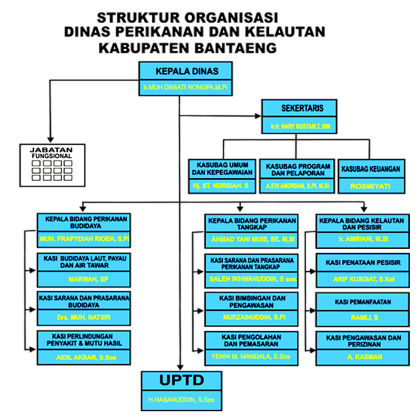 STRUKTUR ORGANISASI
DINAS PERIKANAN DAN KELAUTAN
KABUPATEN BANTAENG
KEPALA DINAS
Ir.MUH.DIMIATI NONGPA,M.Pi
SEKERTARIS
Ir.H. HARY RUSTAM.T, MM
JABATAN
FUNGSIONAL
KASUBAG UMUM
DAN KEPEGAWAIAN
Hj. ST. NURSIAH. S
KASUBAG PROGRAM
DAN PELAPORAN
A.EVI ANDRIANI, S.Pi. M.Si
KASUBAG KEUANGAN
ROSMIYATI
KEPALA BIDANG PERIKANAN
BUDIDAYA
MUH. FRAPYDIAH S.Pi
KEPALA BIDANG PERIKANAN
TANGKAP
AHMAD YANI MUIS, SE, M.Si
KEPALA BIDANG KELAUTAN
DAN PESISIR
Ir. AMRIANI, M.Si
KASI BUDIDAYA LAUT, PAYAU
DAN AIR TAWAR
MARWAH, SP
KASI SARANA DAN PRASARANA
PERIKANAN TANGKAP
SALEH S sos
KASI PENATAAN PESISIR
ARIF KUSDIAT, S.Kel
KASI SARANA DAN PRASARANA
BUDIDAYA
Drs. MUH. NATSIR
KASI BIMBINGAN DAN
PENGAWASAN
NURZAINUDDIN, S.Pi
KASI PEMANFAATAN
RAMLI, S
KASI PERLINDUNGAN
PENYAKIT & MUTU HASIL
AIDIL AKBAR, S.Sos
KASI PENGOLAHAN
DAN PEMASARAN
YENNI M. MANDALA, S.Sos
KASI PENGAWASAN DAN
PERIZINAN
A. KASMAN
UPTD
H.HASANUDDIN, S.Sos